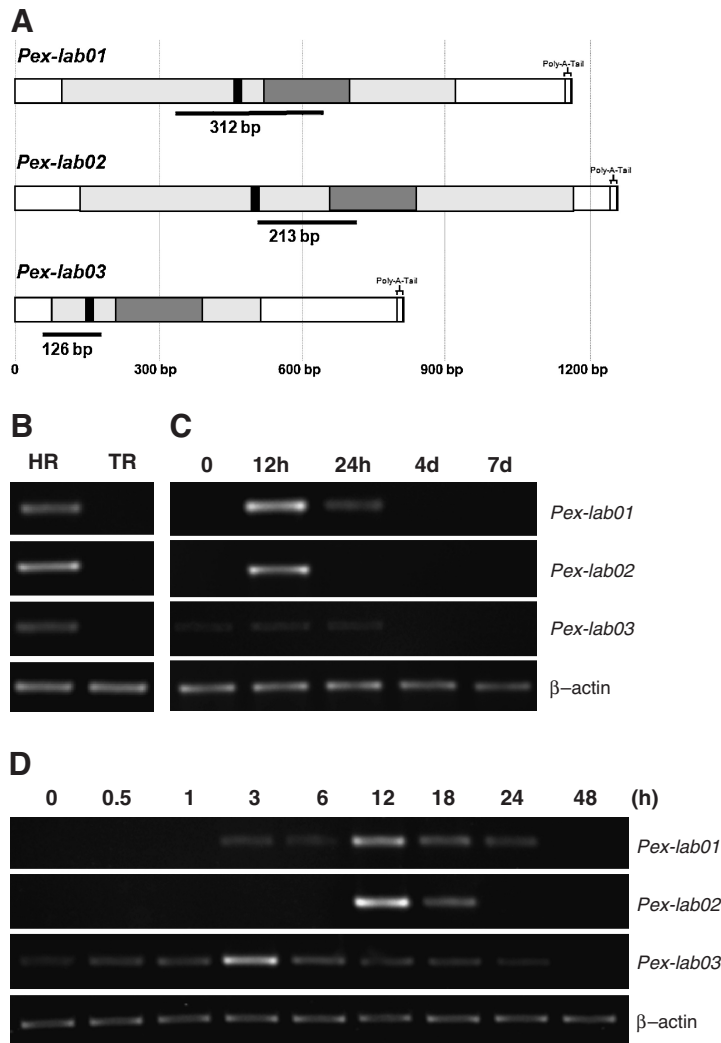 A
Pex-lab01
Poly-A-Tail
312 bp
Pex-lab02
Poly-A-Tail
213 bp
Pex-lab03
Poly-A-Tail
126 bp
0 300 bp 600 bp 900 bp 1200 bp
B
HR TR
C
0 12h 24h 4d 7d
Pex-lab01
Pex-lab02
Pex-lab03
β–actin
D
0 0.5 1 3 6 12 18 24 48 (h)
Pex-lab01
Pex-lab02
Pex-lab03
β–actin